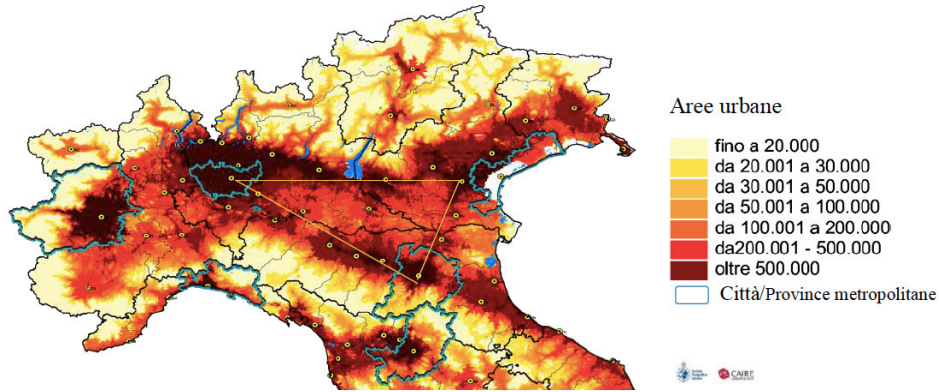 Aree urbane
fino a 20.000
da 20.001 a 30.000
da 30.001 a 50.000
da 50.001 a 100.000
da 100.001 a 200.000
da200.001 - 500.000
oltre 500.000
Città/Province metropolitane
CAIRE